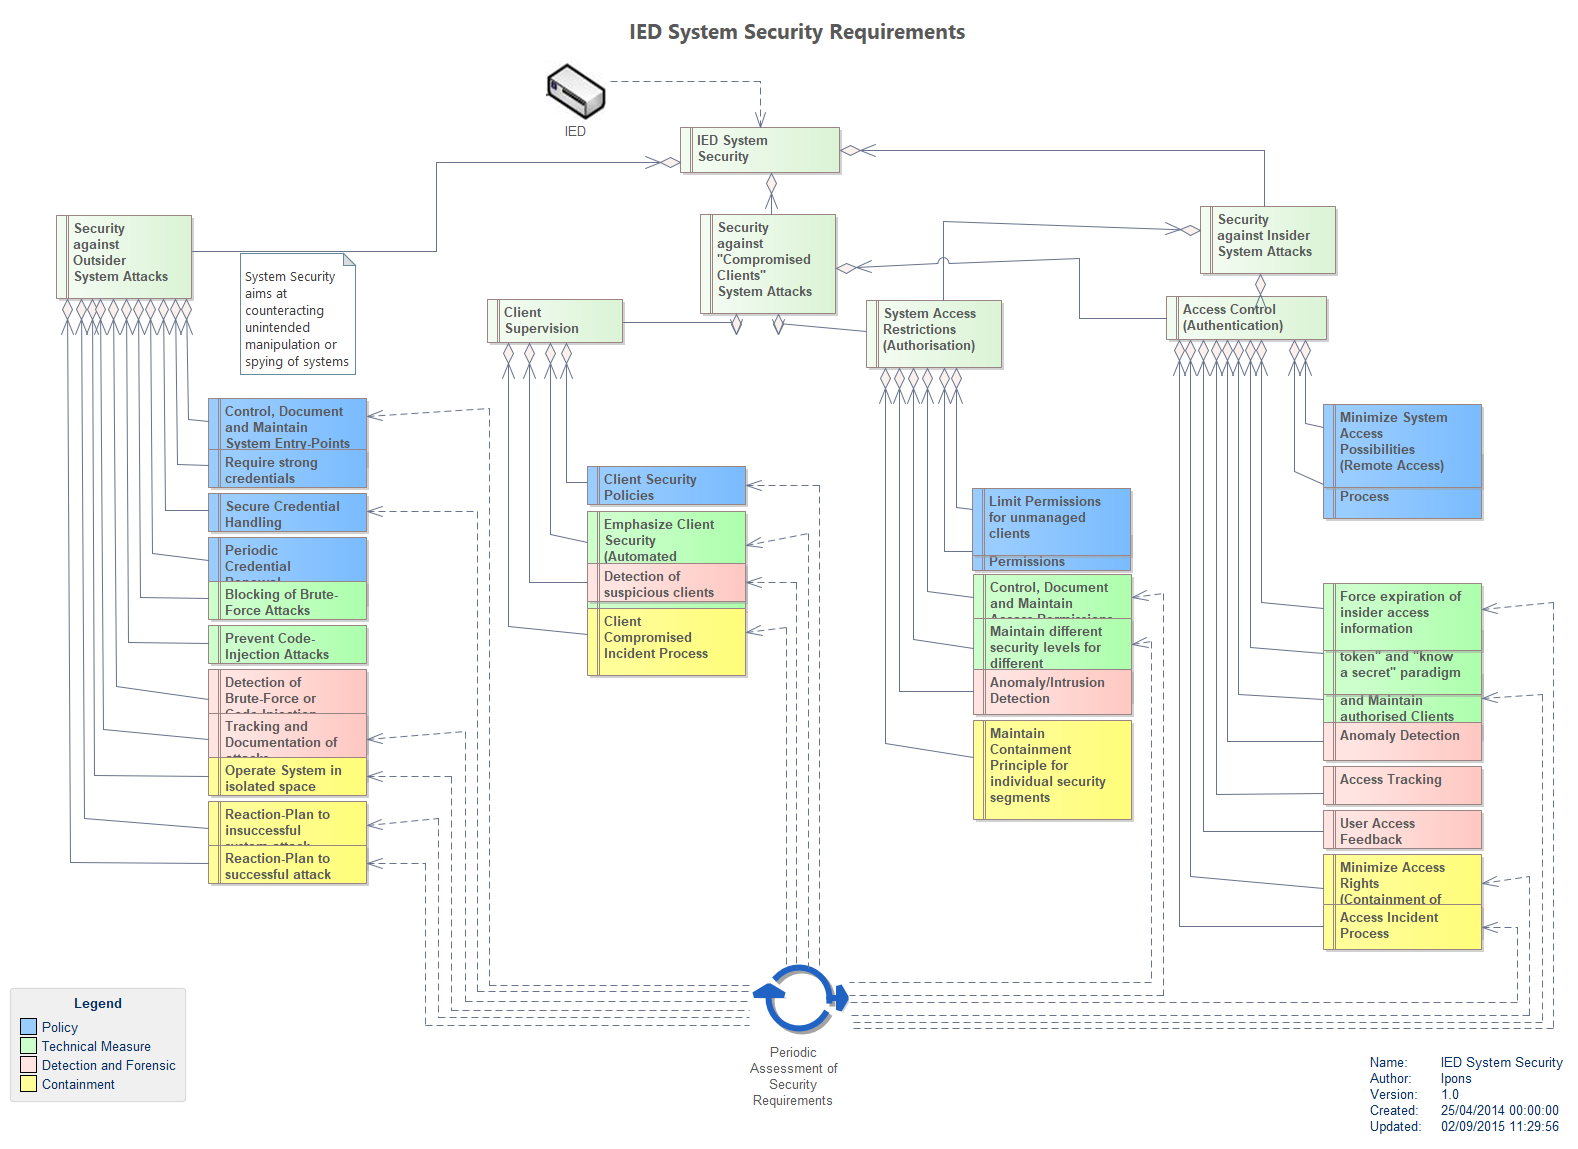 IED System Security Requirements
IED
IED System
Security
Security
against
Outsider
System Attacks
System Security
aims at
counteracting
unintended
manipulation or
spying of systems
Security
against
"Compromised
Clients"
System Attacks
Security
against Insider
System Attacks
Client
Supervision
System Access
Restrictions
(Authorisation)
Access Control
(Authentication)
Control, Document
and Maintain
System Entry-Points
Require strong
credentials
Secure Credential
Handling
Periodic
Credential
Renewal
Blocking of Brute-
Force Attacks
Prevent Code-
Injection Attacks
Detection of
Brute-Force or
Code-Injection
Tracking and
Documentation of
attacks
Operate System in
isolated space
Reaction-Plan to
insuccessful
system attack
Reaction-Plan to
successful attack
Client Security
Policies
Emphasize Client
Security
(Automated
Detection of
suspicious clients
Client
Compromised
Incident Process
Limit Permissions
for unmanaged
clients
Permissions
Control, Document
and Maintain
Access Permissions
Maintain different
security levels for
different
Anomaly/Intrusion
Detection
Maintain
Containment
Principle for
individual security
segments
Minimize System
Access
Possibilities
(Remote Access)
Process
Force expiration of
insider access
information
token" and "know
a secret" paradigm
and Maintain
authorised Clients
Anomaly Detection
Access Tracking
User Access
Feedback
Minimize Access
Rights
(Containment of
Access Incident
Process
Periodic
Assessment of
Security
Requirements
Legend
Policy
Technical Measure
Detection and Forensic
Containment
Name: IED System Security
Author: Ipons
Version: 1.0
Created: 25/04/2014 00:00:00
Updated: 02/09/2015 11:29:56